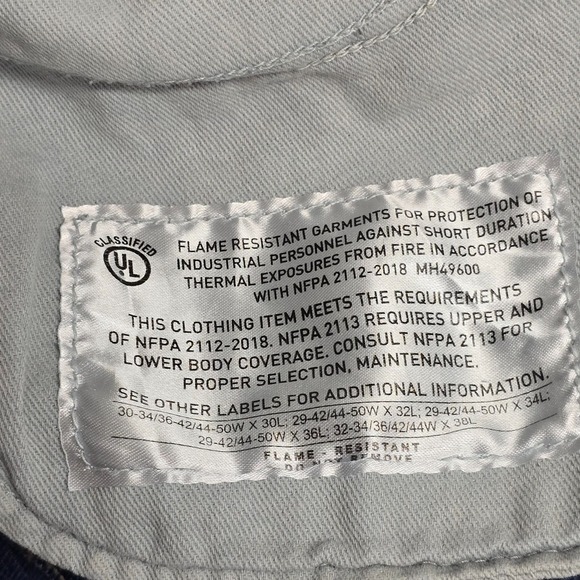 CLASSIFIED
UL
FLAME RESISTANT GARMENTS FOR PROTECTION OF
INDUSTRIAL PERSONNEL AGAINST SHORT DURATION
THERMAL EXPOSURES FROM FIRE IN ACCORDANCE
WITH NFPA 2112-2018 MH49600
THIS CLOTHING ITEM MEETS THE REQUIREMENTS
OF NFPA 2112-2018. NFPA 2113 REQUIRES UPPER AND
LOWER BODY COVERAGE. CONSULT NFPA 2113 FOR
PROPER SELECTION, MAINTENANCE.
SEE OTHER LABELS FOR ADDITIONAL INFORMATION.
30-34/36-42/44-50W X 30L; 29-42/44-50W X 32L; 29-42/44-50W X 34L;
29-42/44-50W X 36L; 32-34/36/42/44W X 38L
FLAME - RESISTANT
DO NOT REMOVE